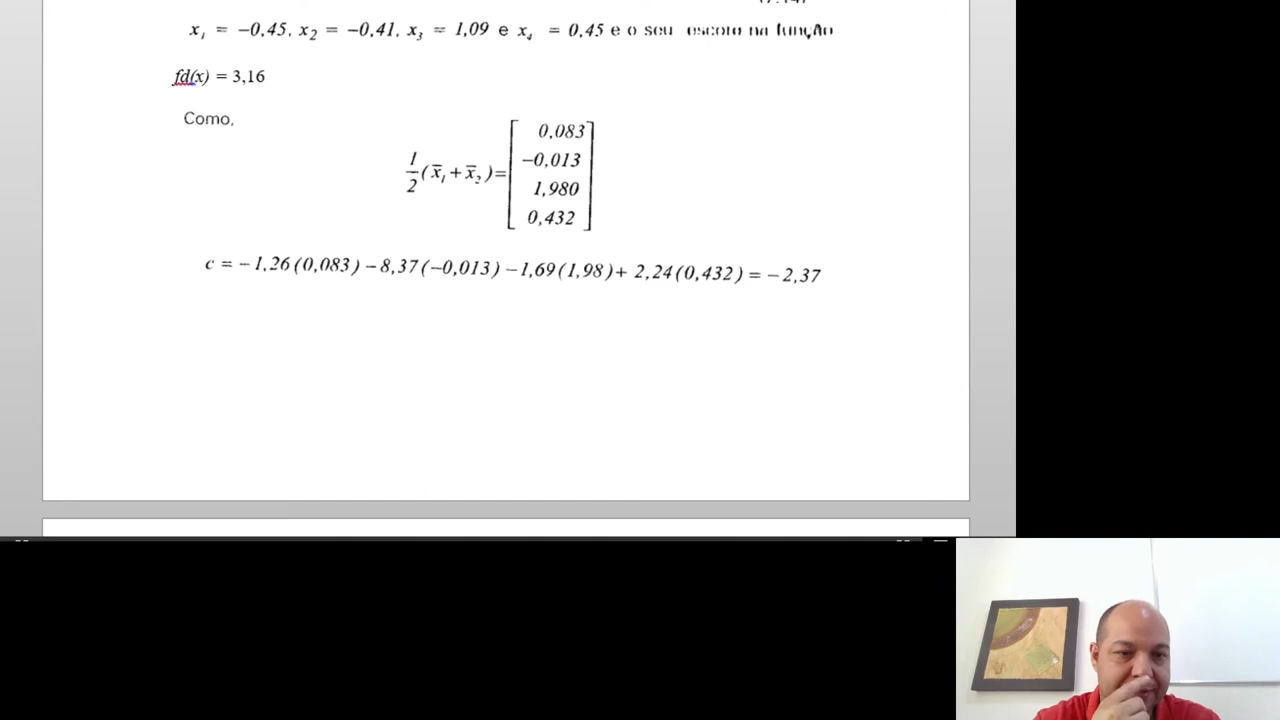 x₁ = −0,45, x₂ = −0,41, x₃ = 1,09 e x₄ = 0,45 e o seu escore na função
fd(x) = 3,16
Como,
1/2 (x̄₁ + x̄₂) = [ 0,083
−0,013
1,980
0,432 ]
c = −1,26(0,083) −8,37(−0,013) −1,69(1,98) + 2,24(0,432) = −2,37